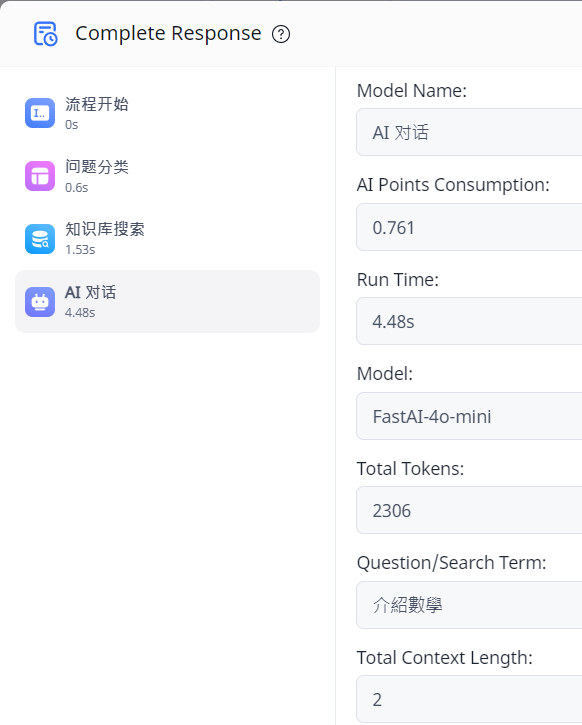 Complete Response ?
流程开始
0s
问题分类
0.6s
知识库搜索
1.53s
AI 对话
4.48s
Model Name:
AI 对话
AI Points Consumption:
0.761
Run Time:
4.48s
Model:
FastAI-4o-mini
Total Tokens:
2306
Question/Search Term:
介紹數學
Total Context Length:
2